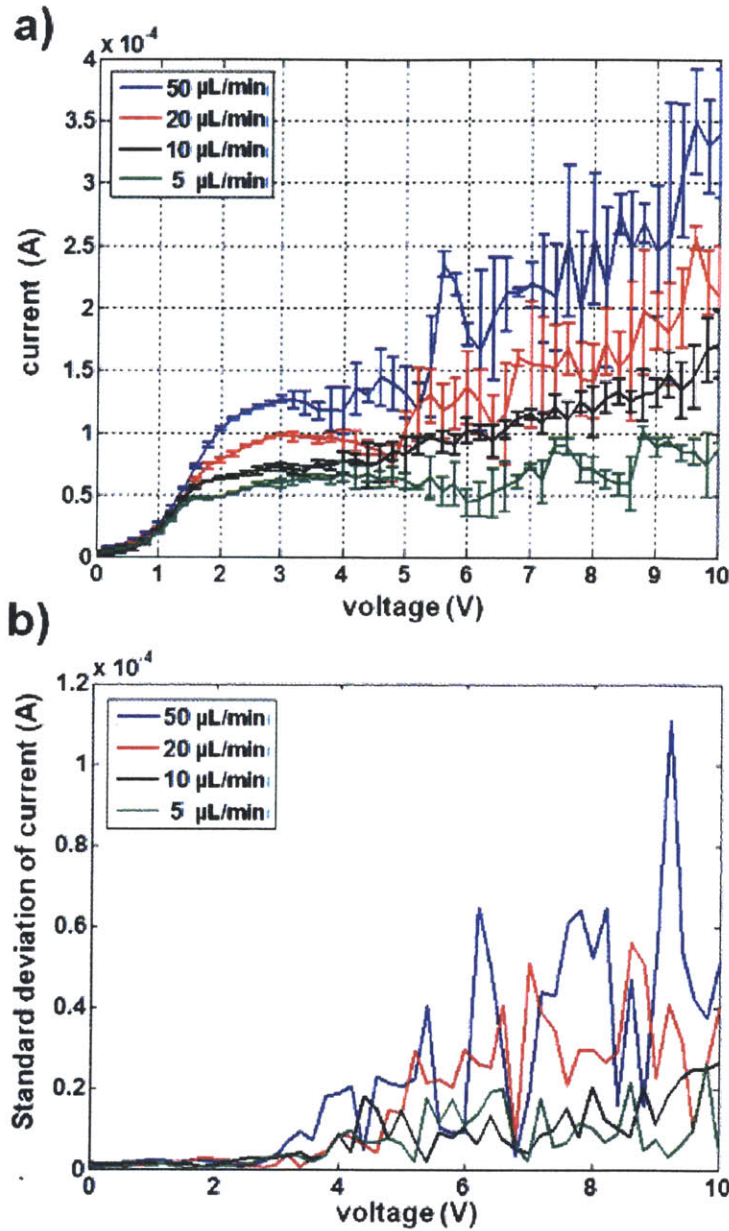 a)
x 10⁻⁴
4
3.5
3
2.5
2
1.5
1
0.5
0
50 µL/min
20 µL/min
10 µL/min
5 µL/min
current (A)
0 1 2 3 4 5 6 7 8 9 10
voltage (V)
b)
x 10⁻⁴
1.2
1
0.8
0.6
0.4
0.2
0
50 µL/min
20 µL/min
10 µL/min
5 µL/min
Standard deviation of current (A)
0 2 4 6 8 10
voltage (V)